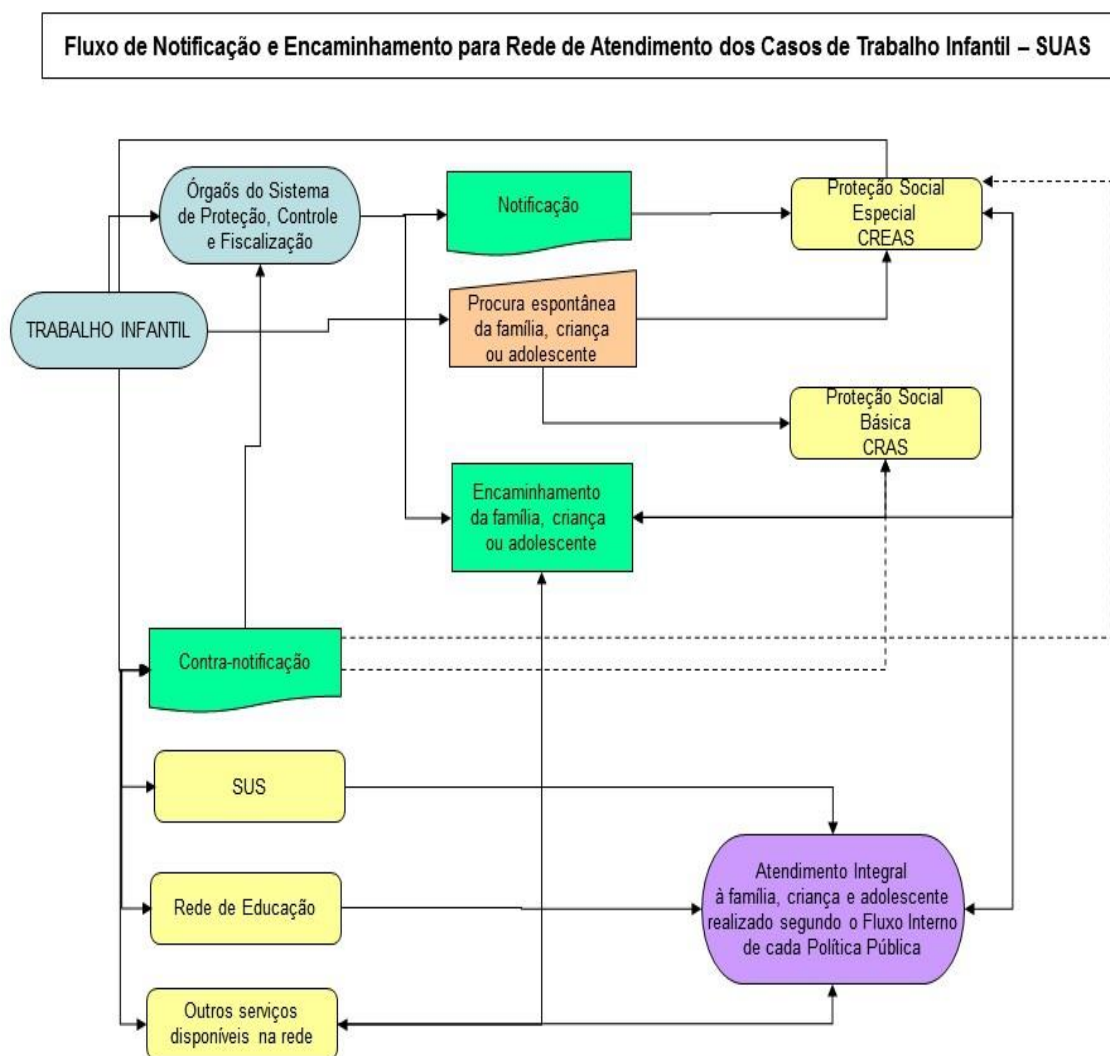 Fluxo de Notificação e Encaminhamento para Rede de Atendimento dos Casos de Trabalho Infantil – SUAS
Órgaõs do Sistema
de Proteção, Controle
e Fiscalização
Notificação
Proteção Social
Especial
CREAS
TRABALHO INFANTIL
Procura espontânea
da família, criança
ou adolescente
Proteção Social
Básica
CRAS
Encaminhamento
da família, criança
ou adolescente
Contra-notificação
SUS
Rede de Educação
Atendimento Integral
à família, criança e adolescente
realizado segundo o Fluxo Interno
de cada Política Pública
Outros serviços
disponíveis na rede